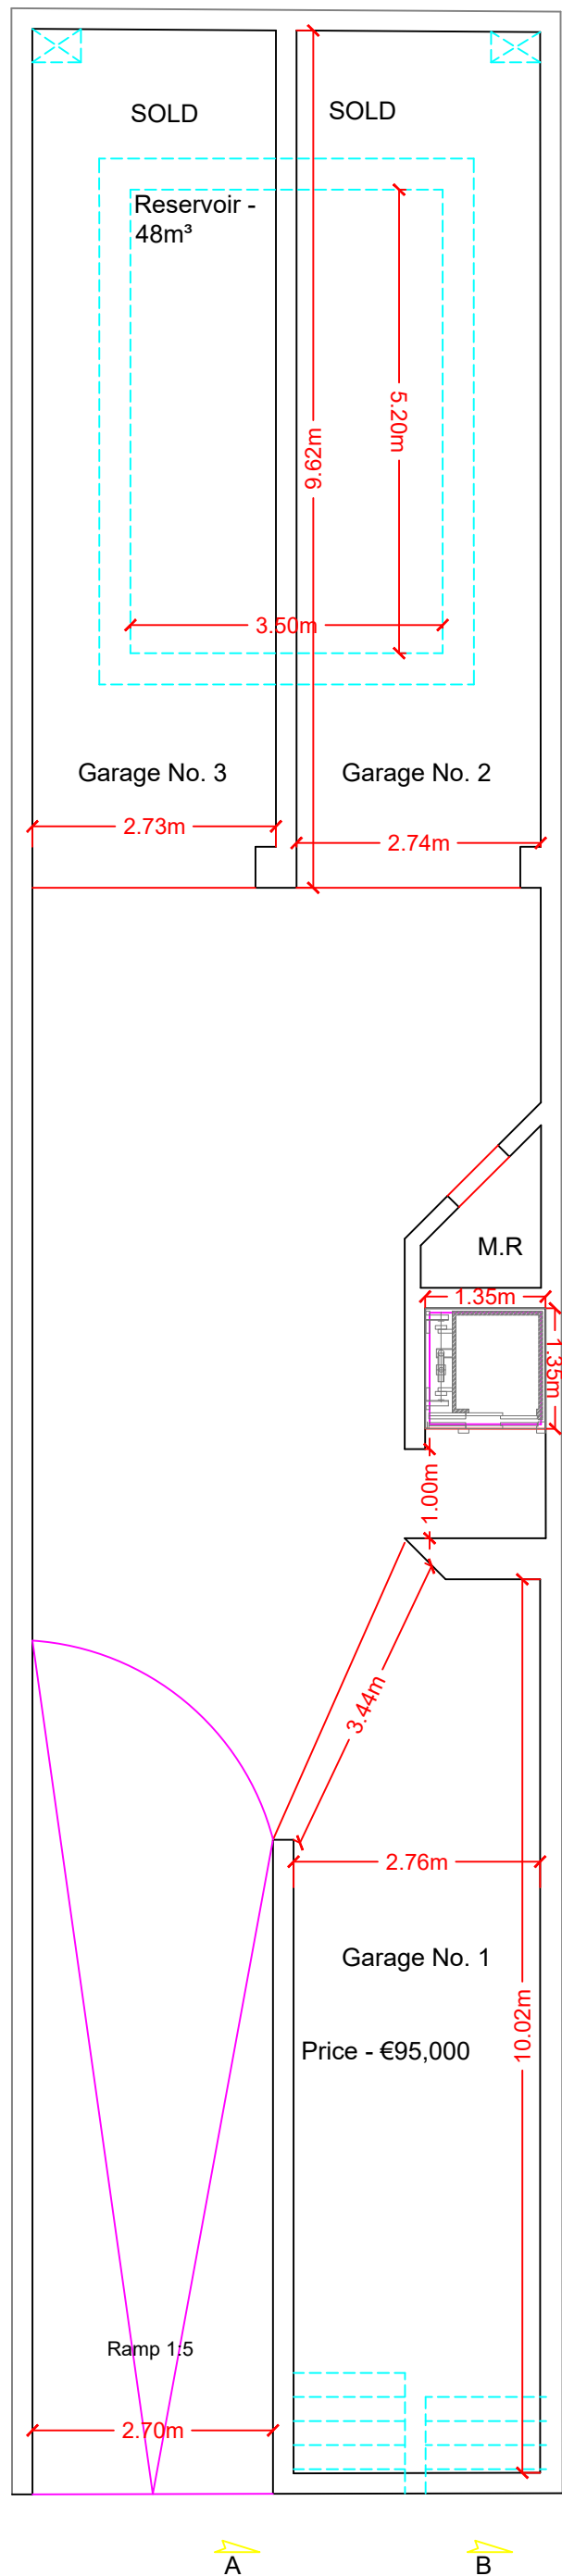 SOLD
SOLD
Reservoir -
48m³
5.20m
9.62m
3.50m
Garage No. 3
Garage No. 2
2.73m
2.74m
M.R
1.35m
1.35m
1.00m
3.44m
2.76m
Garage No. 1
10.02m
Price - €95,000
Ramp 1:5
2.70m
A
B